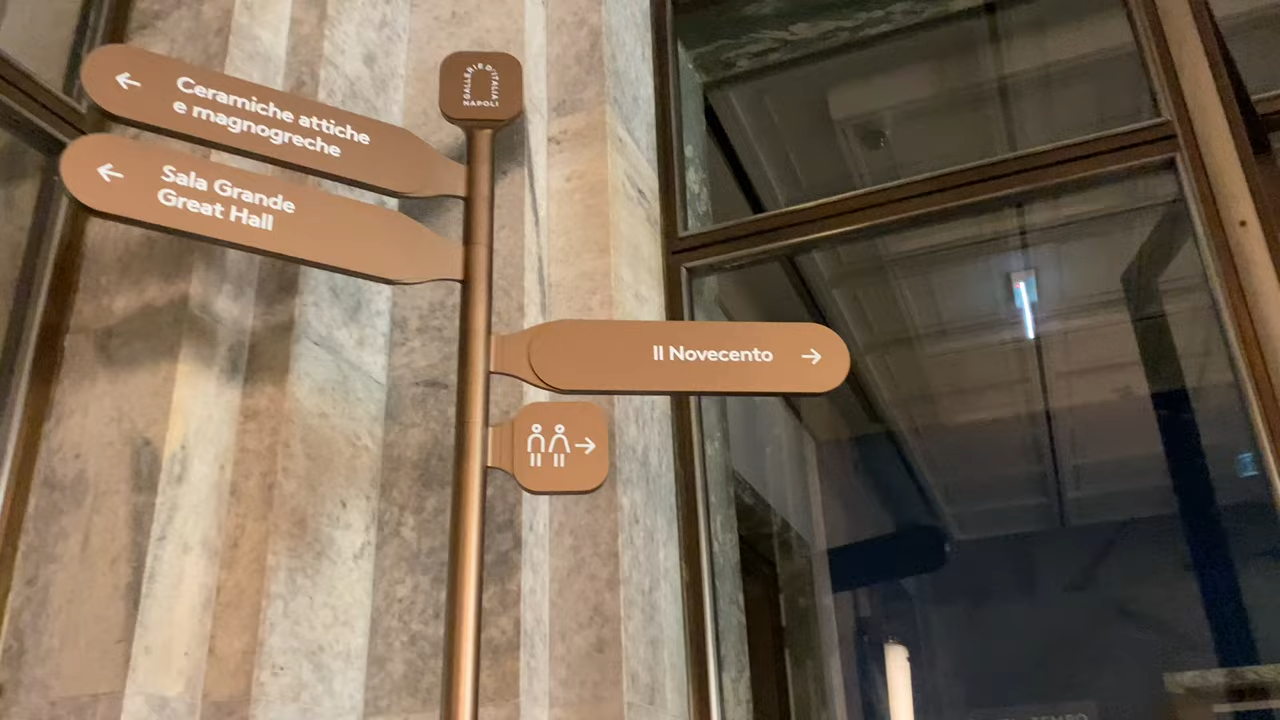 GALLERIE D'ITALIA
NAPOLI
Ceramiche attiche
e magnogreche
Sala Grande
Great Hall
Il Novecento